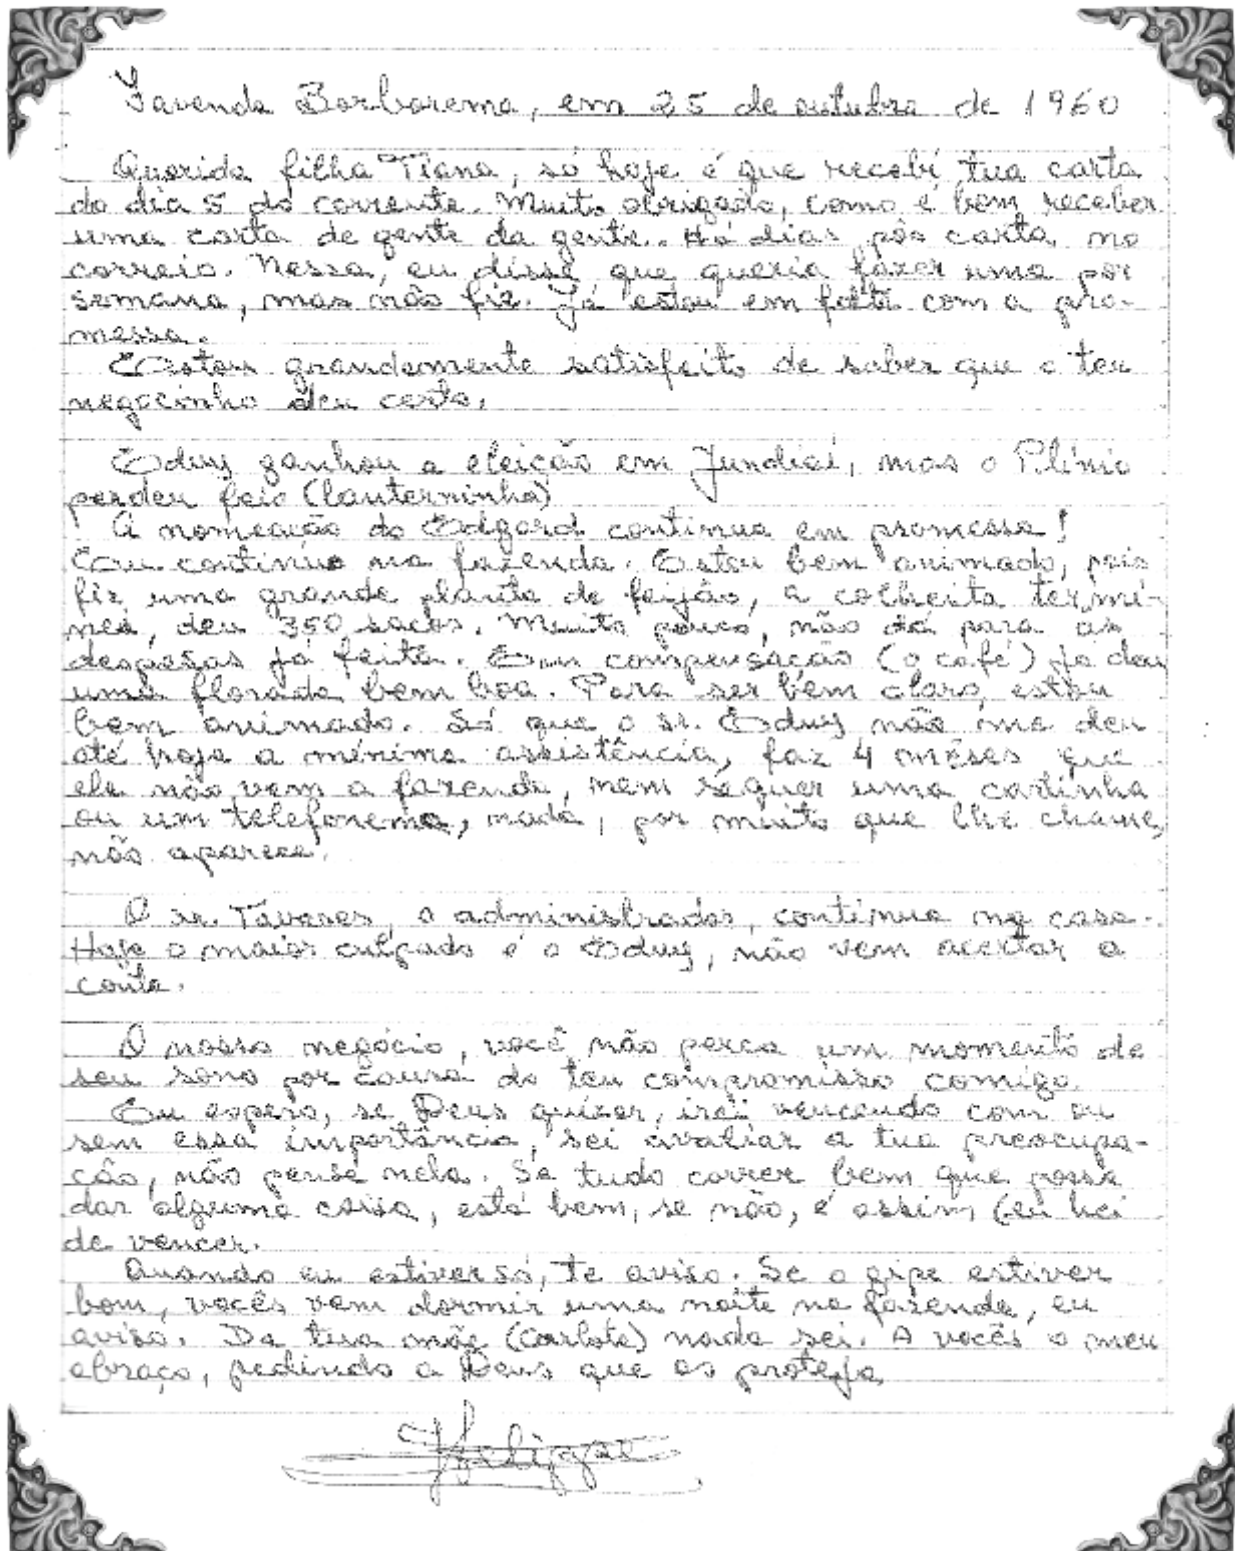 Favenda Borborema, em 25 de outubro de 1960
Querida filha Tiana, só hoje é que recebí tua carta
do dia 5 do corrente. Muito obrigado, como é bom receber
uma carta de gente da gente. Há dias pôs carta no
correio. Nessa, eu disse que queria fazer uma por
semana, mas não fiz. Já estou em falta com a pro-
messa.
Estou grandemente satisfeito de saber que o teu
negocinho deu certo.
Eduy ganhou a eleição em Jundiaí, mas o Plínio
perdeu feio (lanterninha)
A nomeação do Edgard continua em promessa!
Eu continuo na fazenda. Estou bem animado, pois
fiz uma grande planta de feijão, a colheita termi-
nei, deu 350 sacos. Muito pouco, não dá para as
despesas já feita. Em compensação (o café) já deu
uma florada bem boa. Para ser bem claro, estou
bem animado. Só que o sr. Eduy não me deu
até hoje a mínima assistência, faz 4 mêses que
ele não vem a fazenda, nem sequer uma cartinha
ou um telefonema, nada, por muito que lhe chame,
não aparece.
O sr. Tavares, o administrador, continua na casa.
Hoje o maior culpado é o Eduy, não vem acertar a
conta.
O nosso negócio, você não perca um momento de
seu sono por causa do teu compromisso comigo.
Eu espero, se Deus quizer, irei vencendo com ou
sem essa importância, sei avaliar a tua preocupa-
ção, não pense nela. Se tudo correr bem que possa
dar alguma coisa, está bem, se não, é assim (eu hei
de vencer.
Quando eu estiver só, te aviso. Se o gipe estiver
bom, vocês vem dormir uma noite na fazenda, eu
aviso. Da tua mãe (Carlota) nada sei. A vocês o meu
abraço, pedindo a Deus que os proteja,
Felippe